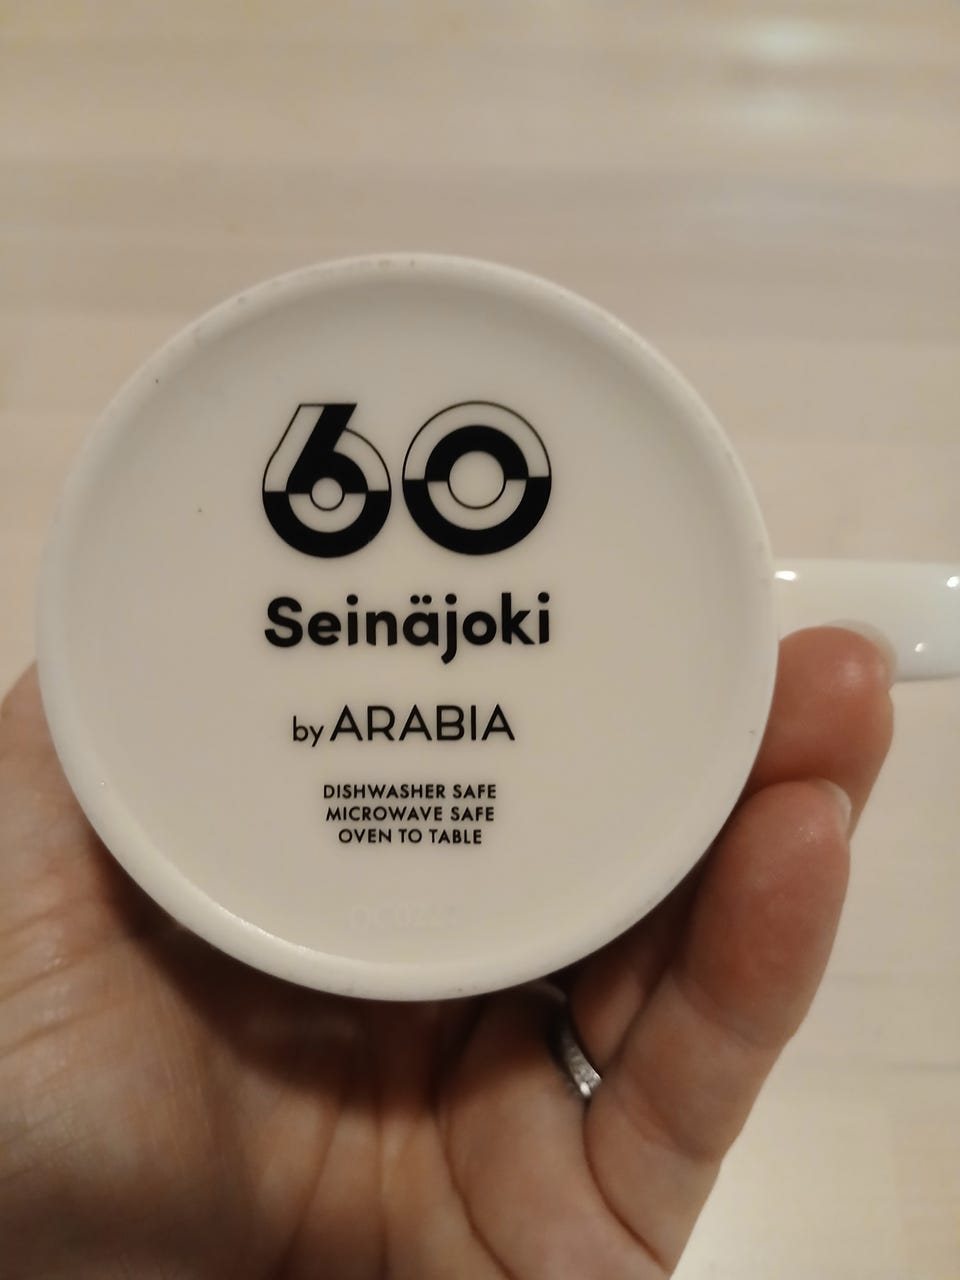 60
Seinäjoki
by ARABIA
DISHWASHER SAFE
MICROWAVE SAFE
OVEN TO TABLE